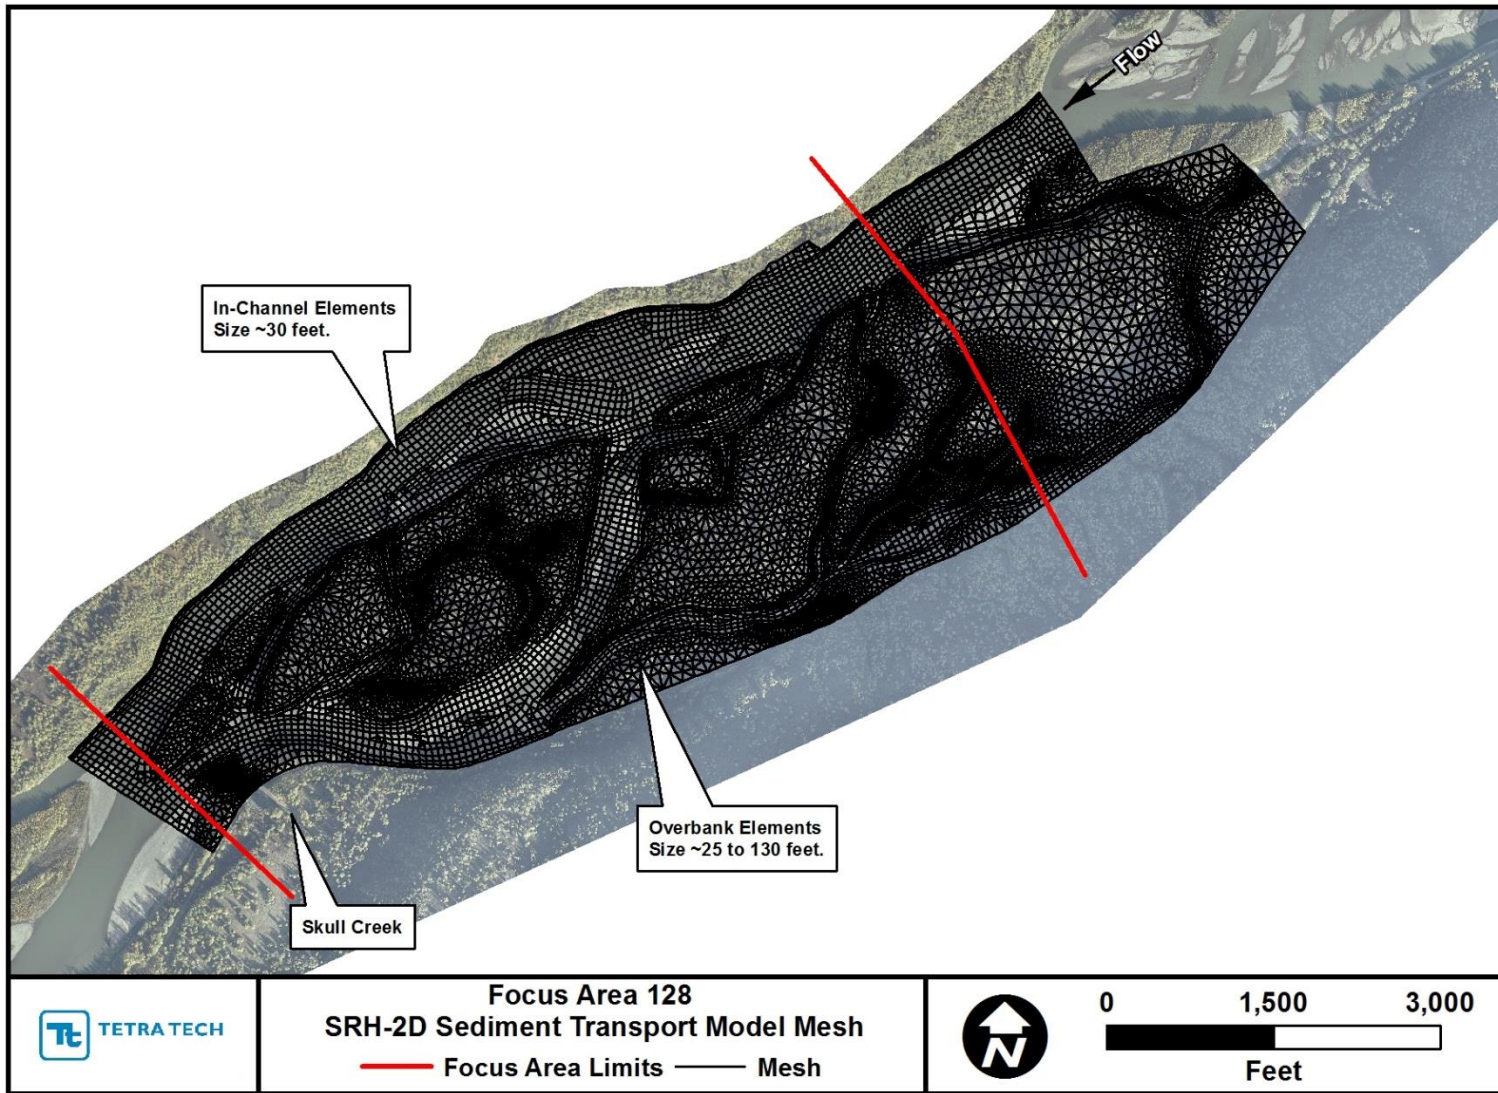 Flow
In-Channel Elements
Size ~30 feet.
Overbank Elements
Size ~25 to 130 feet.
Skull Creek
Tt TETRA TECH
Focus Area 128
SRH-2D Sediment Transport Model Mesh
Focus Area Limits Mesh
N
0 1,500 3,000
Feet